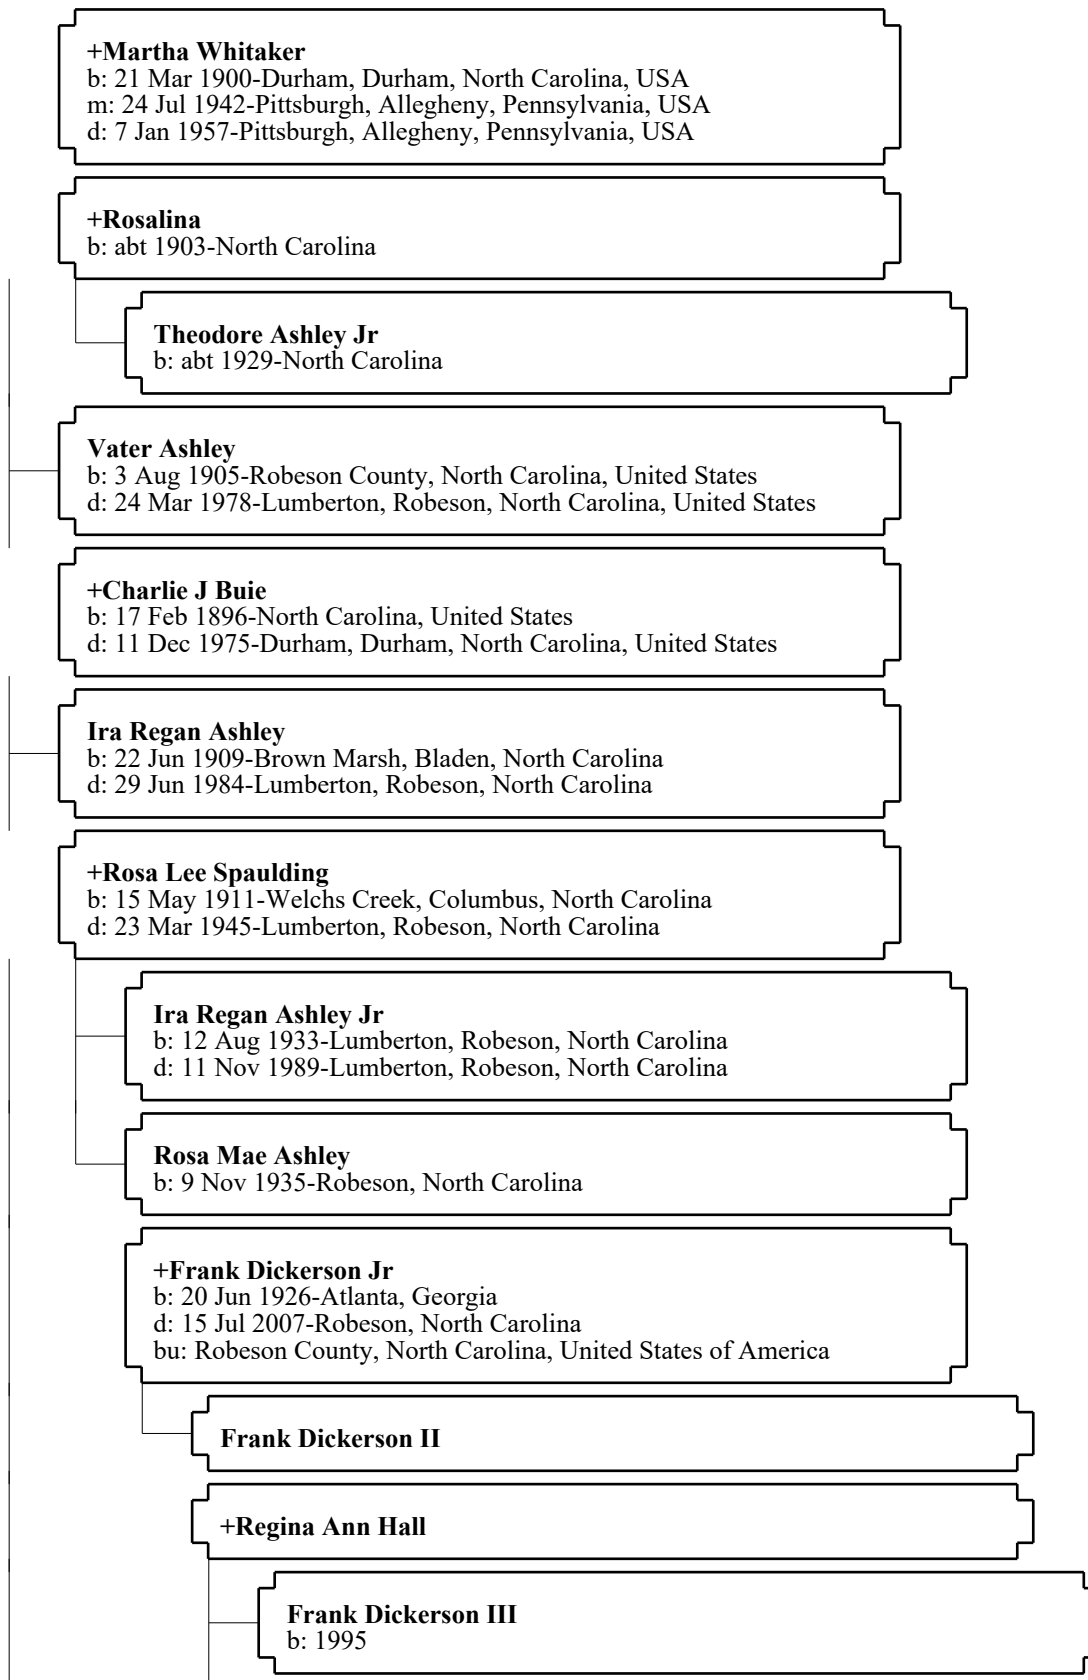 +Martha Whitaker
b: 21 Mar 1900-Durham, Durham, North Carolina, USA
m: 24 Jul 1942-Pittsburgh, Allegheny, Pennsylvania, USA
d: 7 Jan 1957-Pittsburgh, Allegheny, Pennsylvania, USA
+Rosalina
b: abt 1903-North Carolina
Theodore Ashley Jr
b: abt 1929-North Carolina
Vater Ashley
b: 3 Aug 1905-Robeson County, North Carolina, United States
d: 24 Mar 1978-Lumberton, Robeson, North Carolina, United States
+Charlie J Buie
b: 17 Feb 1896-North Carolina, United States
d: 11 Dec 1975-Durham, Durham, North Carolina, United States
Ira Regan Ashley
b: 22 Jun 1909-Brown Marsh, Bladen, North Carolina
d: 29 Jun 1984-Lumberton, Robeson, North Carolina
+Rosa Lee Spaulding
b: 15 May 1911-Welchs Creek, Columbus, North Carolina
d: 23 Mar 1945-Lumberton, Robeson, North Carolina
Ira Regan Ashley Jr
b: 12 Aug 1933-Lumberton, Robeson, North Carolina
d: 11 Nov 1989-Lumberton, Robeson, North Carolina
Rosa Mae Ashley
b: 9 Nov 1935-Robeson, North Carolina
+Frank Dickerson Jr
b: 20 Jun 1926-Atlanta, Georgia
d: 15 Jul 2007-Robeson, North Carolina
bu: Robeson County, North Carolina, United States of America
Frank Dickerson II
+Regina Ann Hall
Frank Dickerson III
b: 1995